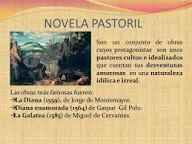 NOVELA PASTORIL
Son un conjunto de obras
cuyos protagonistas son unos
pastores cultos e idealizados
que cuentan sus desventuras
amorosas en una naturaleza
idílica e irreal.
Las obras más famosas fueron:
•La Diana (1559), de Jorge de Montemayor.
•Diana enamorada (1564) de Gaspar Gil Polo.
•La Galatea (1585) de Miguel de Cervantes.